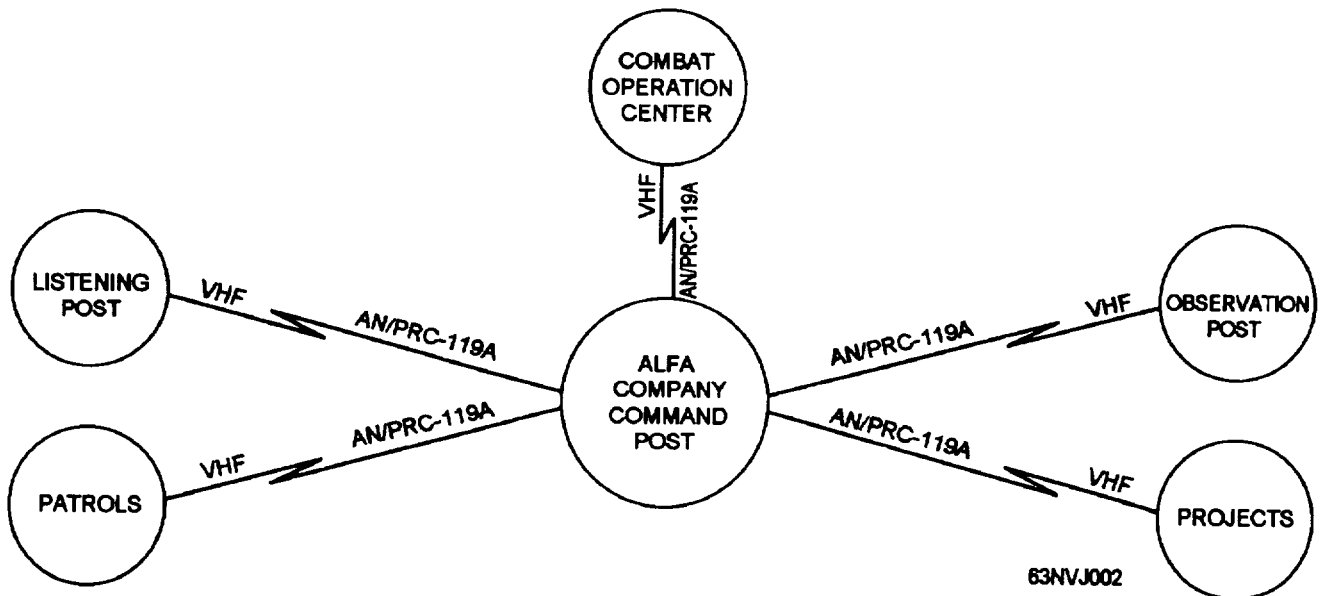 COMBAT
OPERATION
CENTER
VHF
AN/PRC-119A
LISTENING
POST
VHF
AN/PRC-119A
ALFA
COMPANY
COMMAND
POST
AN/PRC-119A
VHF
OBSERVATION
POST
PATROLS
VHF
AN/PRC-119A
AN/PRC-119A
VHF
PROJECTS
63NVJ002